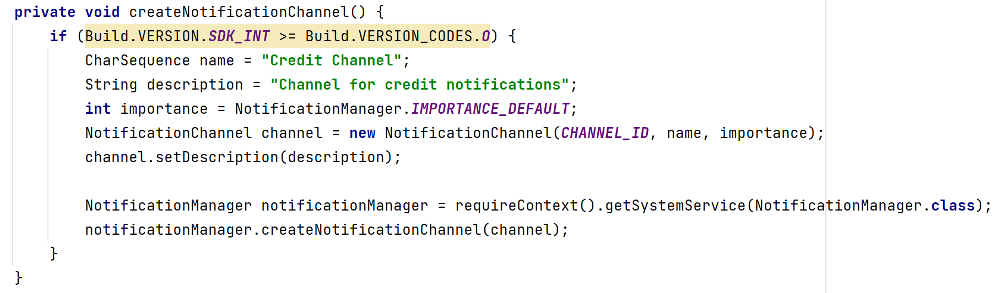 private void createNotificationChannel() {
    if (Build.VERSION.SDK_INT >= Build.VERSION_CODES.O) {
        CharSequence name = "Credit Channel";
        String description = "Channel for credit notifications";
        int importance = NotificationManager.IMPORTANCE_DEFAULT;
        NotificationChannel channel = new NotificationChannel(CHANNEL_ID, name, importance);
        channel.setDescription(description);

        NotificationManager notificationManager = requireContext().getSystemService(NotificationManager.class);
        notificationManager.createNotificationChannel(channel);
    }
}